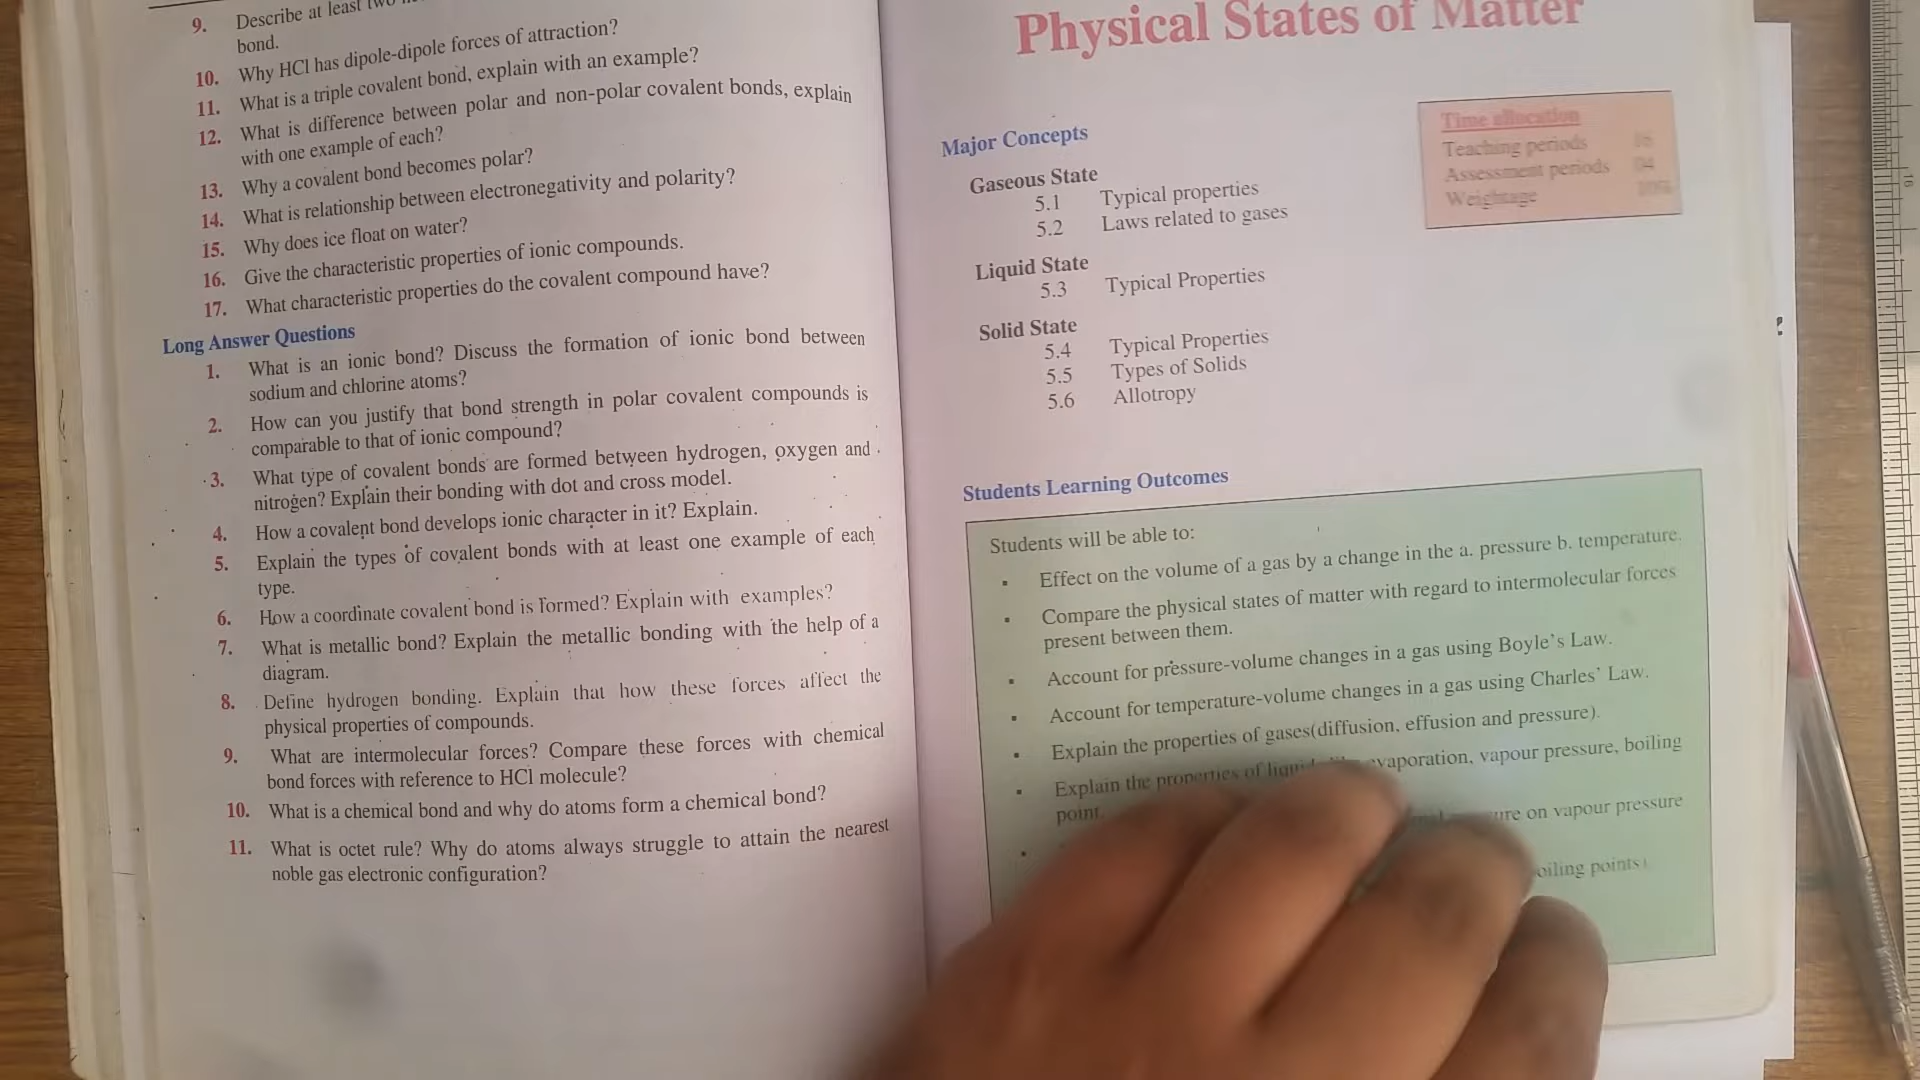 9. Describe at least two
bond.
10. Why HCl has dipole-dipole forces of attraction?
11. What is a triple covalent bond, explain with an example?
12. What is difference between polar and non-polar covalent bonds, explain
with one example of each?
13. Why a covalent bond becomes polar?
14. What is relationship between electronegativity and polarity?
15. Why does ice float on water?
16. Give the characteristic properties of ionic compounds.
17. What characteristic properties do the covalent compound have?
Long Answer Questions
1. What is an ionic bond? Discuss the formation of ionic bond between
sodium and chlorine atoms?
2. How can you justify that bond strength in polar covalent compounds is
comparable to that of ionic compound?
3. What type of covalent bonds are formed between hydrogen, oxygen and
nitrogen? Explain their bonding with dot and cross model.
4. How a covalent bond develops ionic character in it? Explain.
5. Explain the types of covalent bonds with at least one example of each
type.
6. How a coordinate covalent bond is formed? Explain with examples?
7. What is metallic bond? Explain the metallic bonding with the help of a
diagram.
8. Define hydrogen bonding. Explain that how these forces affect the
physical properties of compounds.
9. What are intermolecular forces? Compare these forces with chemical
bond forces with reference to HCl molecule?
10. What is a chemical bond and why do atoms form a chemical bond?
11. What is octet rule? Why do atoms always struggle to attain the nearest
noble gas electronic configuration?
Physical States of Matter
Major Concepts
Gaseous State
5.1 Typical properties
5.2 Laws related to gases
Liquid State
5.3 Typical Properties
Solid State
5.4 Typical Properties
5.5 Types of Solids
5.6 Allotropy
Time allocation
Teaching periods 16
Assessment periods 04
Weightage
Students Learning Outcomes
Students will be able to:
▪ Effect on the volume of a gas by a change in the a. pressure b. temperature.
▪ Compare the physical states of matter with regard to intermolecular forces
present between them.
▪ Account for pressure-volume changes in a gas using Boyle's Law.
▪ Account for temperature-volume changes in a gas using Charles' Law.
▪ Explain the properties of gases(diffusion, effusion and pressure).
▪ Explain the properties of evaporation, vapour pressure, boiling
point.
on vapour pressure
boiling points